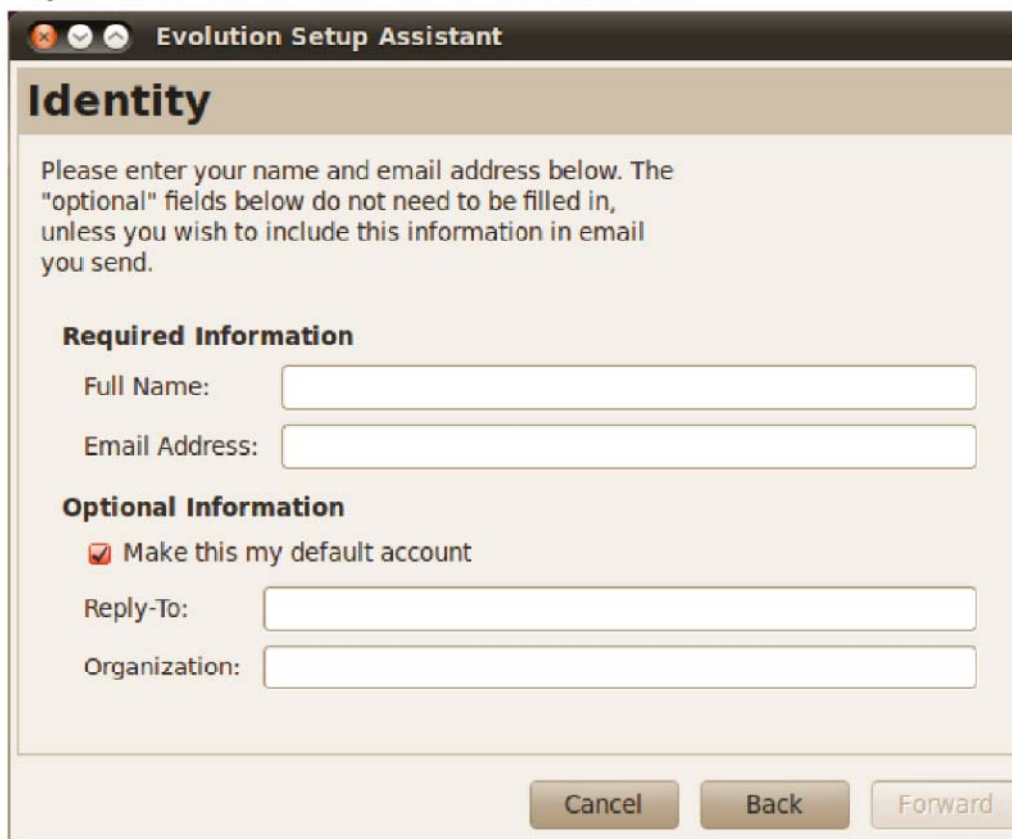 Evolution Setup Assistant
Identity
Please enter your name and email address below. The
"optional" fields below do not need to be filled in,
unless you wish to include this information in email
you send.
Required Information
Full Name:
Email Address:
Optional Information
Make this my default account
Reply-To:
Organization:
Cancel Back Forward